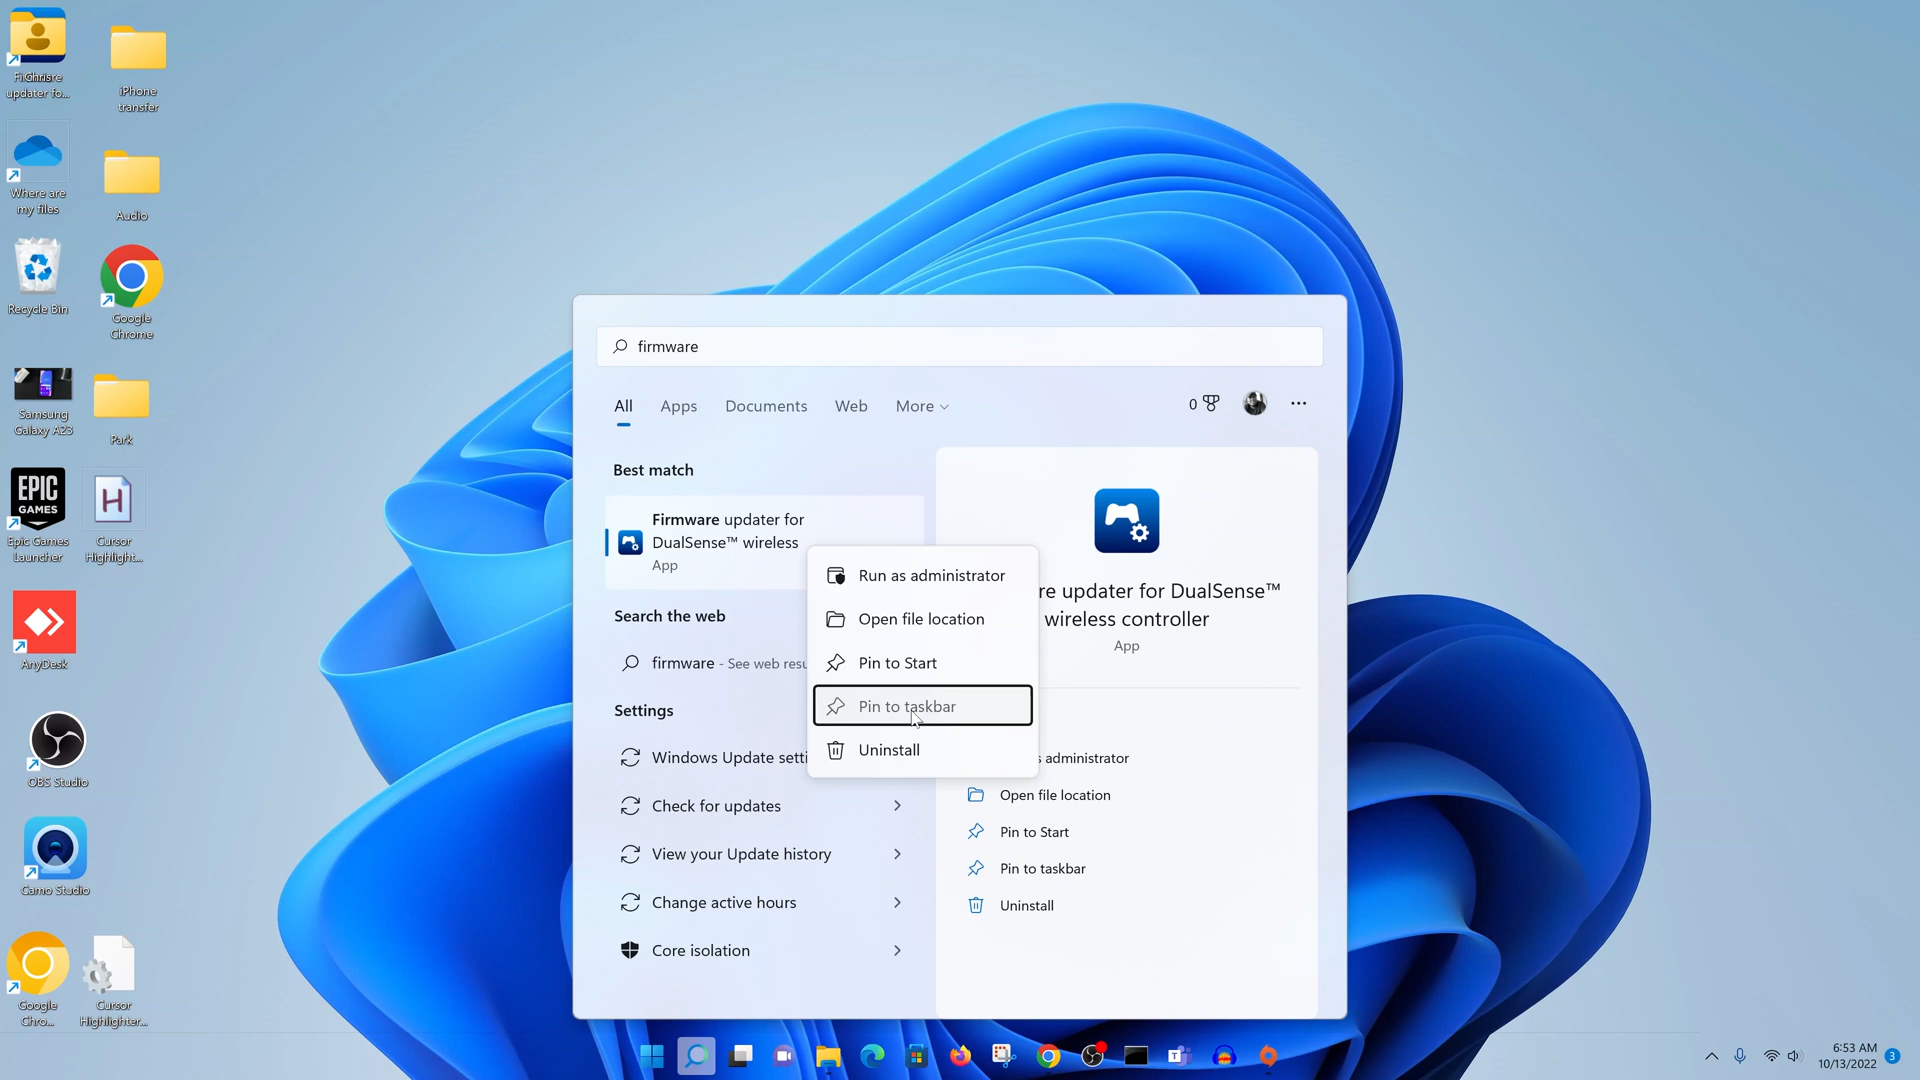 updater fo...
iPhone
transfer
Where are
my files
Audio
Recycle Bin
Google
Chrome
Samsung
Galaxy A23
Park
EPIC
GAMES
Epic Games
Launcher
H
Cursor
Highlight...
AnyDesk
OBS Studio
Camo Studio
Google
Chro...
Cursor
Highlighter...
firmware
All
Apps
Documents
Web
More
0
Best match
Firmware updater for
DualSense™ wireless
App
Search the web
firmware - See web resu
Settings
Windows Update setti
Check for updates
View your Update history
Change active hours
Core isolation
Run as administrator
Open file location
Pin to Start
Pin to taskbar
Uninstall
re updater for DualSense™
wireless controller
App
s administrator
Open file location
Pin to Start
Pin to taskbar
Uninstall
6:53 AM
10/13/2022
3